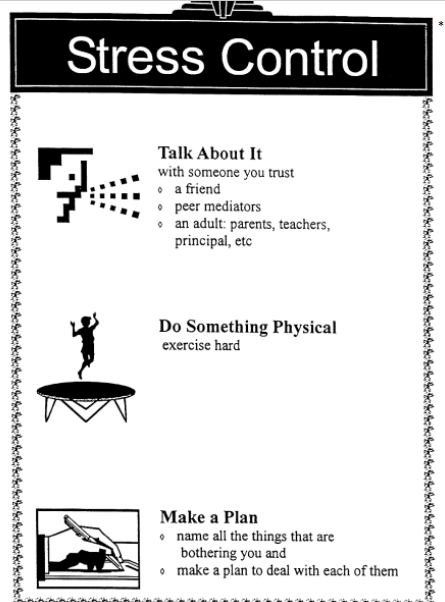 Stress Control
*
Talk About It
with someone you trust
◊ a friend
◊ peer mediators
◊ an adult: parents, teachers,
principal, etc
Do Something Physical
exercise hard
Make a Plan
◊ name all the things that are
bothering you and
◊ make a plan to deal with each of them